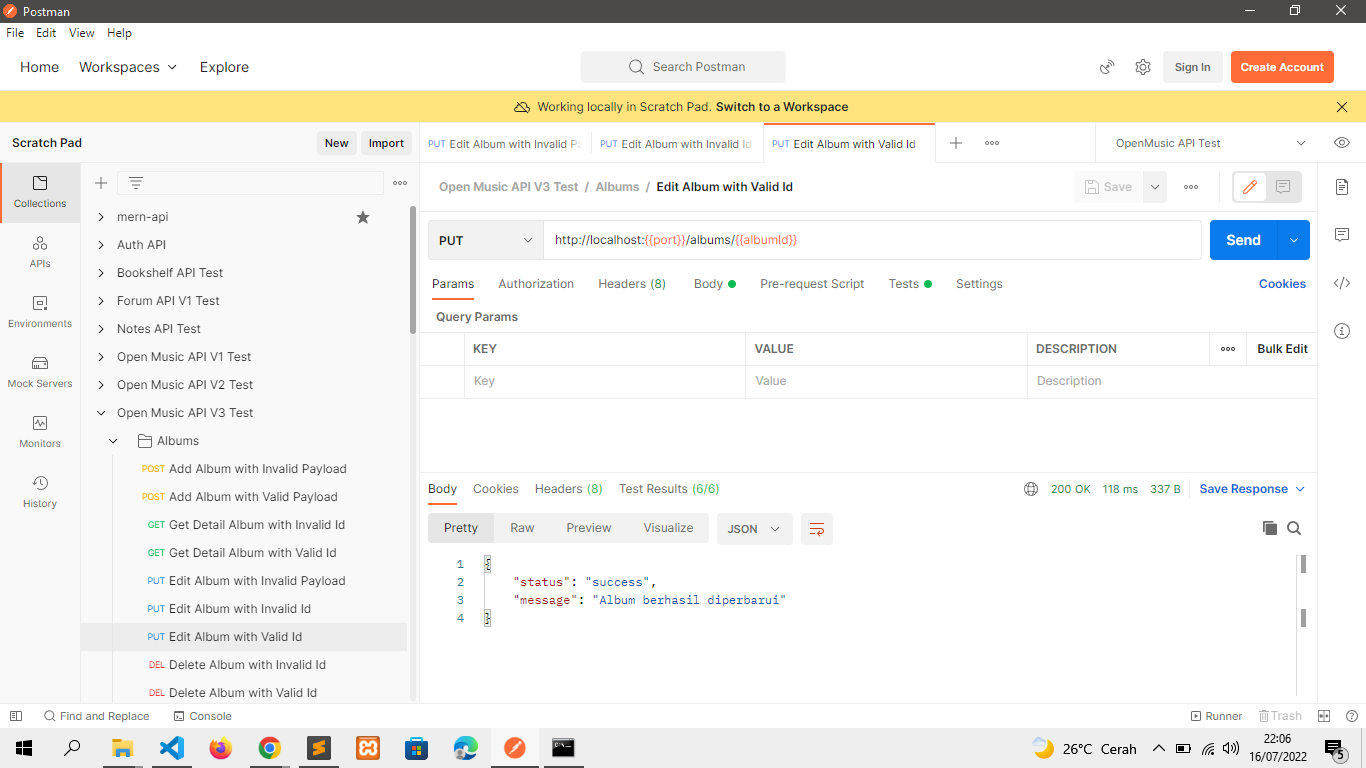 Postman
File Edit View Help
Home Workspaces Explore
Search Postman
Sign In
Create Account
Working locally in Scratch Pad. Switch to a Workspace
Scratch Pad
New
Import
PUT Edit Album with Invalid Pa
PUT Edit Album with Invalid Id
PUT Edit Album with Valid Id
OpenMusic API Test
Collections
APIs
Environments
Mock Servers
Monitors
History
mern-api
Auth API
Bookshelf API Test
Forum API V1 Test
Notes API Test
Open Music API V1 Test
Open Music API V2 Test
Open Music API V3 Test
Albums
POST Add Album with Invalid Payload
POST Add Album with Valid Payload
GET Get Detail Album with Invalid Id
GET Get Detail Album with Valid Id
PUT Edit Album with Invalid Payload
PUT Edit Album with Invalid Id
PUT Edit Album with Valid Id
DEL Delete Album with Invalid Id
DEL Delete Album with Valid Id
Open Music API V3 Test / Albums / Edit Album with Valid Id
Save
PUT
http://localhost:{{port}}/albums/{{albumId}}
Send
Params Authorization Headers (8) Body Pre-request Script Tests Settings
Cookies
Query Params
KEY VALUE DESCRIPTION
Bulk Edit
Key Value Description
Body Cookies Headers (8) Test Results (6/6)
200 OK 118 ms 337 B
Save Response
Pretty Raw Preview Visualize
JSON
1 {
2 "status": "success",
3 "message": "Album berhasil diperbarui"
4 }
Find and Replace
Console
Runner
Trash
26°C Cerah
22:06
16/07/2022
5